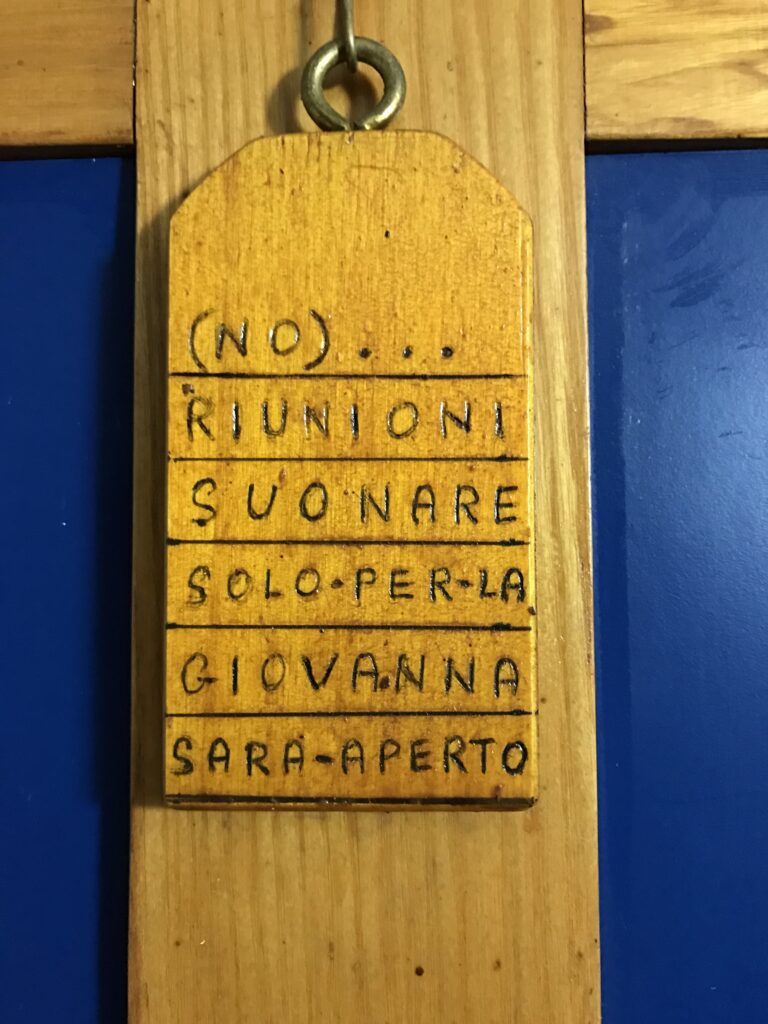 (NO)...
RIUNIONI
SUONARE
SOLO-PER-LA
GIOVANNA
SARA-APERTO